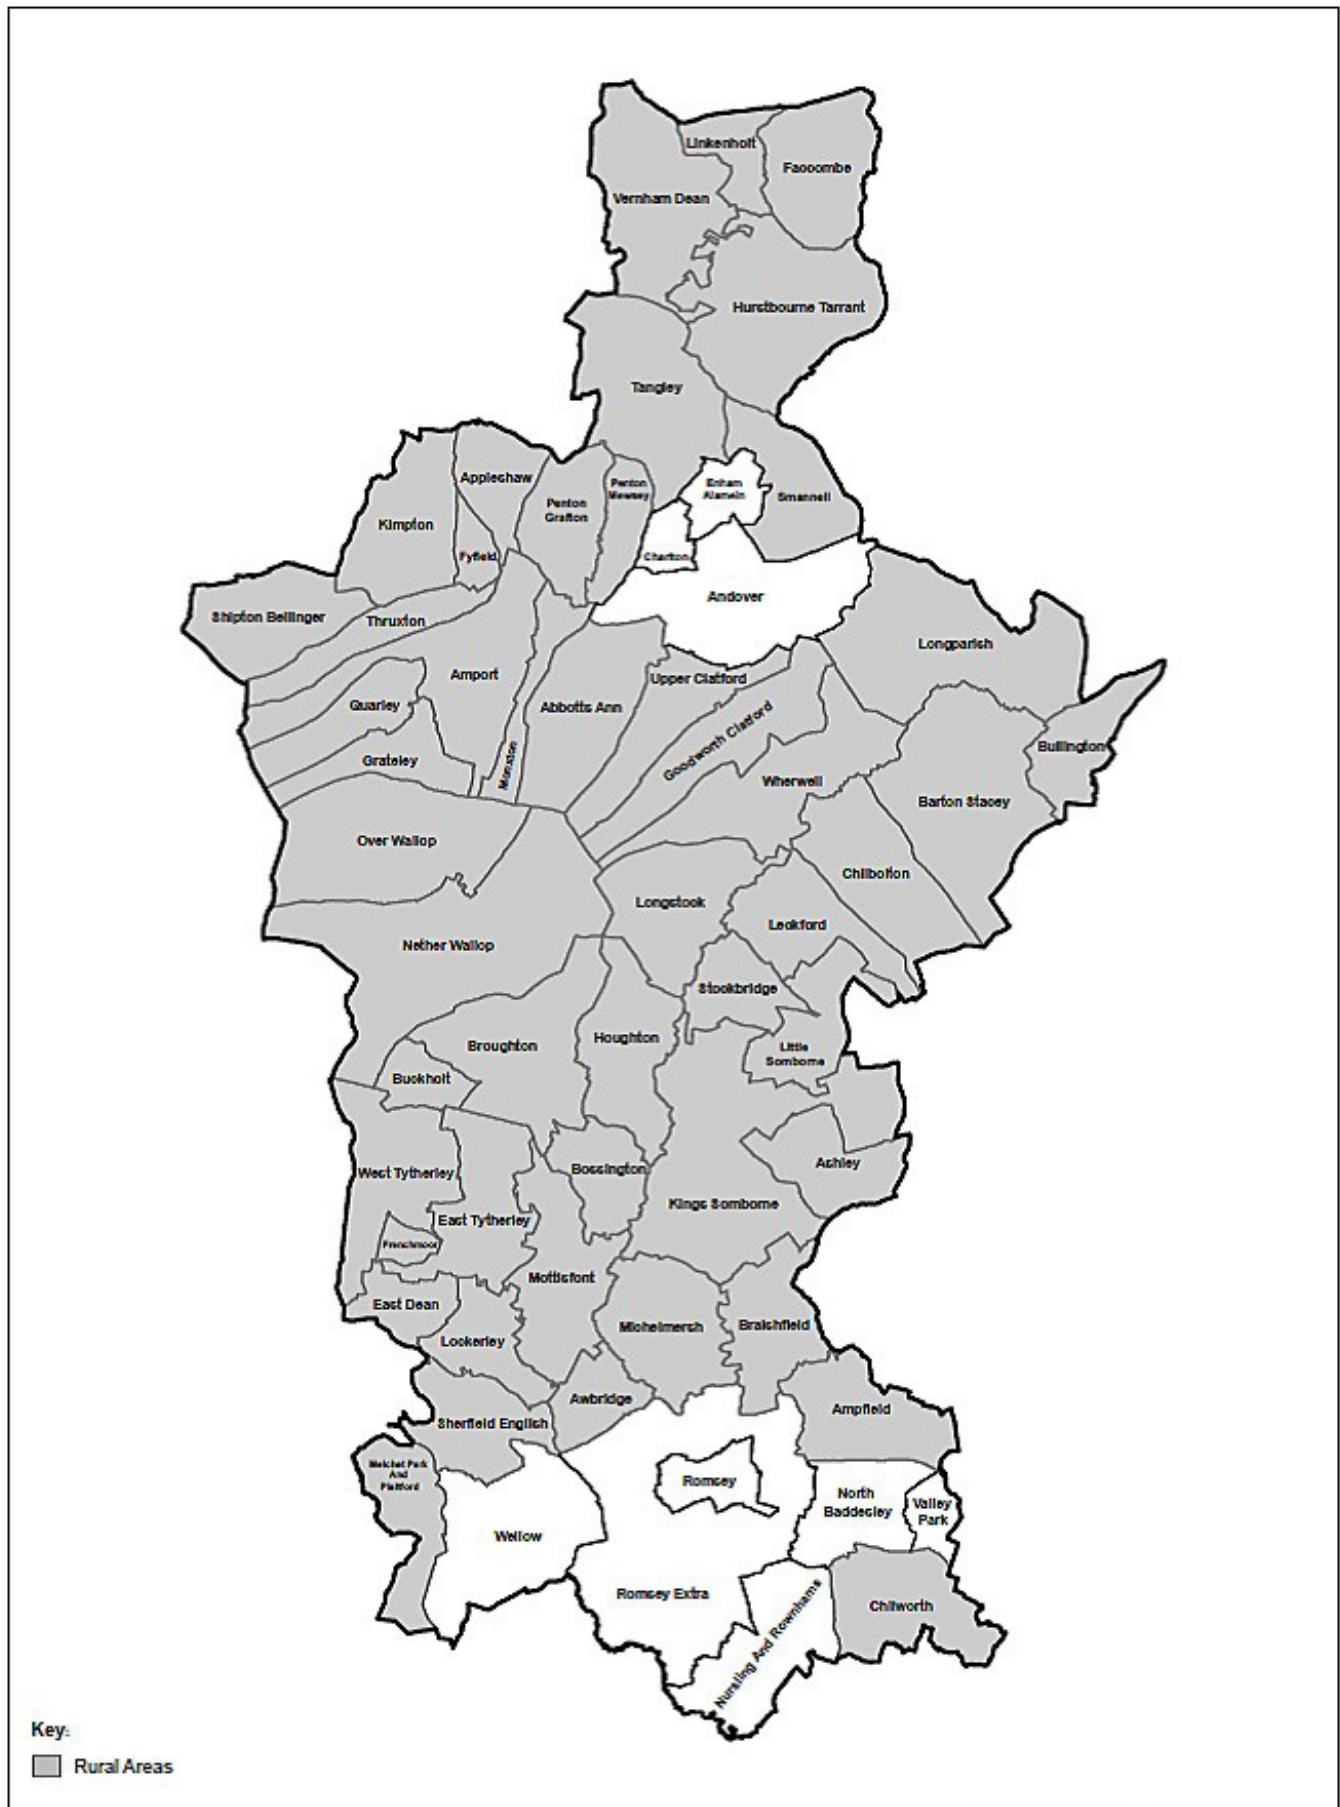 Linkenholt
Faccombe
Vernham Dean
Hurstbourne Tarrant
Tangley
Appleshaw
Penton
Mewsey
Enham
Alamein
Smannell
Penton
Grafton
Kimpton
Fyfield
Charlton
Andover
Shipton Bellinger
Thruxton
Longparish
Amport
Upper Clatford
Quarley
Abbotts Ann
Goodworth Clatford
Bullington
Grateley
Monxton
Wherwell
Barton Stacey
Over Wallop
Chilbolton
Longstock
Leckford
Nether Wallop
Stockbridge
Houghton
Broughton
Little
Somborne
Buckholt
West Tytherley
Bossington
Ashley
Kings Somborne
East Tytherley
Frenchmoor
Mottisfont
East Dean
Michelmersh
Braishfield
Lockerley
Awbridge
Ampfield
Sherfield English
Melchet Park
And
Plaitford
Romsey
North
Baddesley
Valley
Park
Wellow
Romsey Extra
Nursling And Rownhams
Chilworth
Key:
Rural Areas